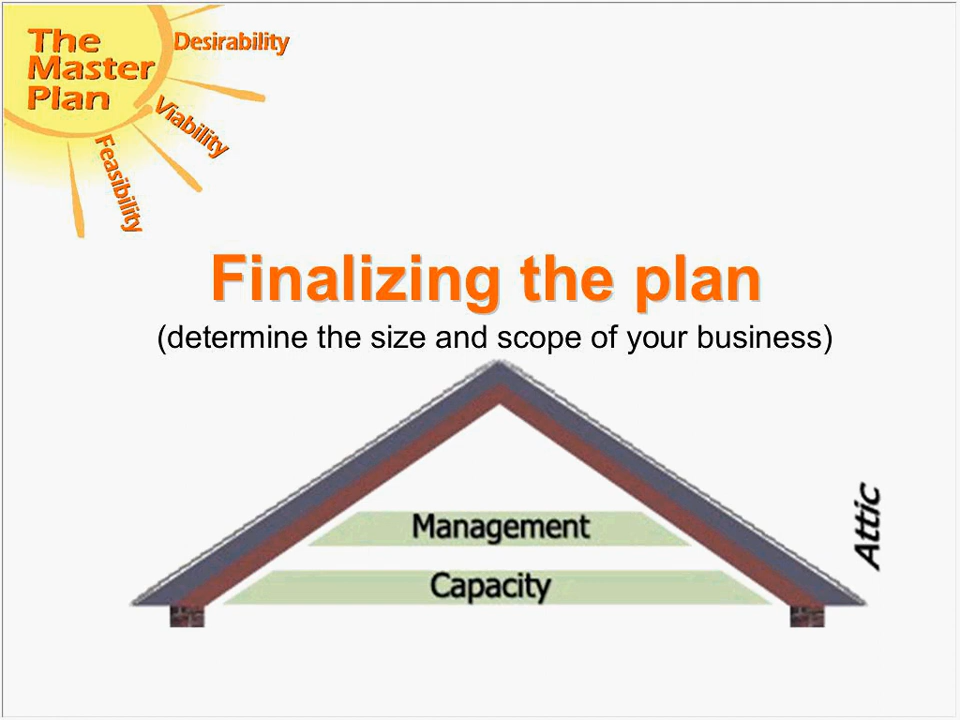 The
Master
Plan
Desirability
Viability
Feasibility
Finalizing the plan
(determine the size and scope of your business)
Management
Capacity
Attic